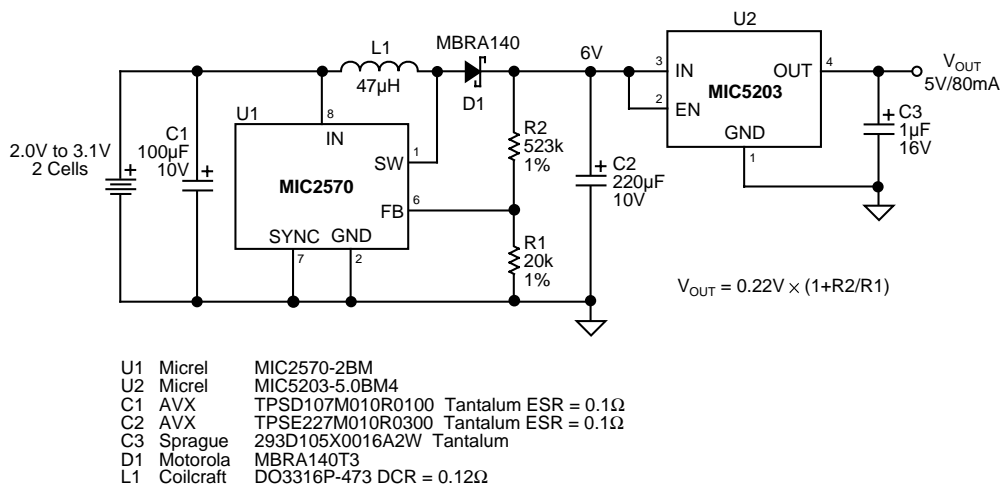 U2
L1
MBRA140
6V
3
IN
OUT
4
VOUT
5V/80mA
47µH
D1
2
EN
MIC5203
GND
1
C3
1µF
16V
U1
8
IN
2.0V to 3.1V
2 Cells
C1
100µF
10V
SW
1
MIC2570
FB
6
R2
523k
1%
C2
220µF
10V
SYNC
GND
7
2
R1
20k
1%
VOUT = 0.22V × (1+R2/R1)
U1 Micrel MIC2570-2BM
U2 Micrel MIC5203-5.0BM4
C1 AVX TPSD107M010R0100 Tantalum ESR = 0.1Ω
C2 AVX TPSE227M010R0300 Tantalum ESR = 0.1Ω
C3 Sprague 293D105X0016A2W Tantalum
D1 Motorola MBRA140T3
L1 Coilcraft DO3316P-473 DCR = 0.12Ω